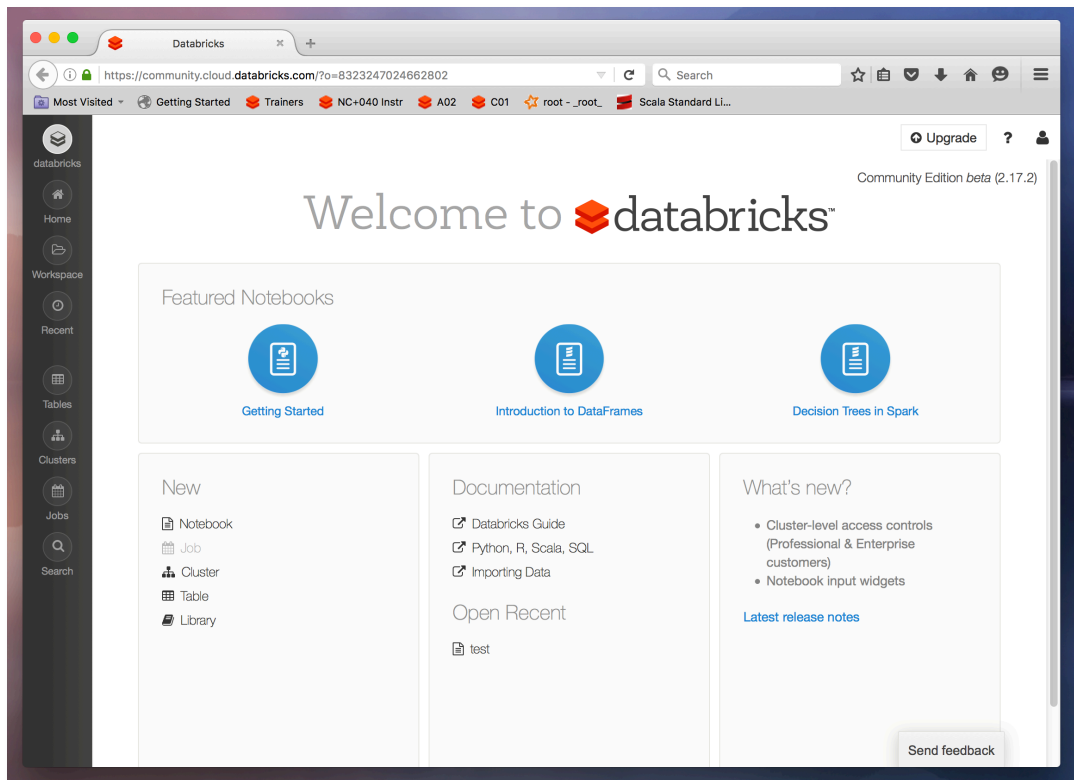 Databricks
https://community.cloud.databricks.com/?o=8323247024662802
Search
Most Visited
Getting Started
Trainers
NC+040 Instr
A02
C01
root - _root_
Scala Standard Li...
databricks
Home
Workspace
Recent
Tables
Clusters
Jobs
Search
Upgrade
?
Community Edition beta (2.17.2)
Welcome to databricks™
Featured Notebooks
Getting Started
Introduction to DataFrames
Decision Trees in Spark
New
Notebook
Job
Cluster
Table
Library
Documentation
Databricks Guide
Python, R, Scala, SQL
Importing Data
Open Recent
test
What's new?
• Cluster-level access controls
(Professional & Enterprise
customers)
• Notebook input widgets
Latest release notes
Send feedback